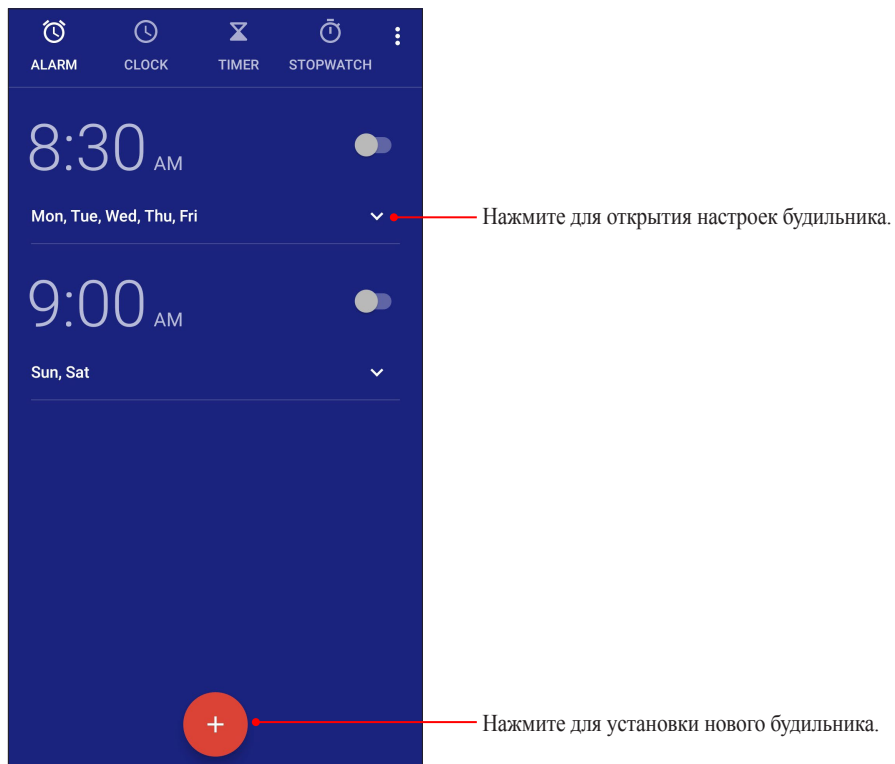 ALARM CLOCK TIMER STOPWATCH
8:30 AM
Mon, Tue, Wed, Thu, Fri
Нажмите для открытия настроек будильника.
9:00 AM
Sun, Sat
Нажмите для установки нового будильника.